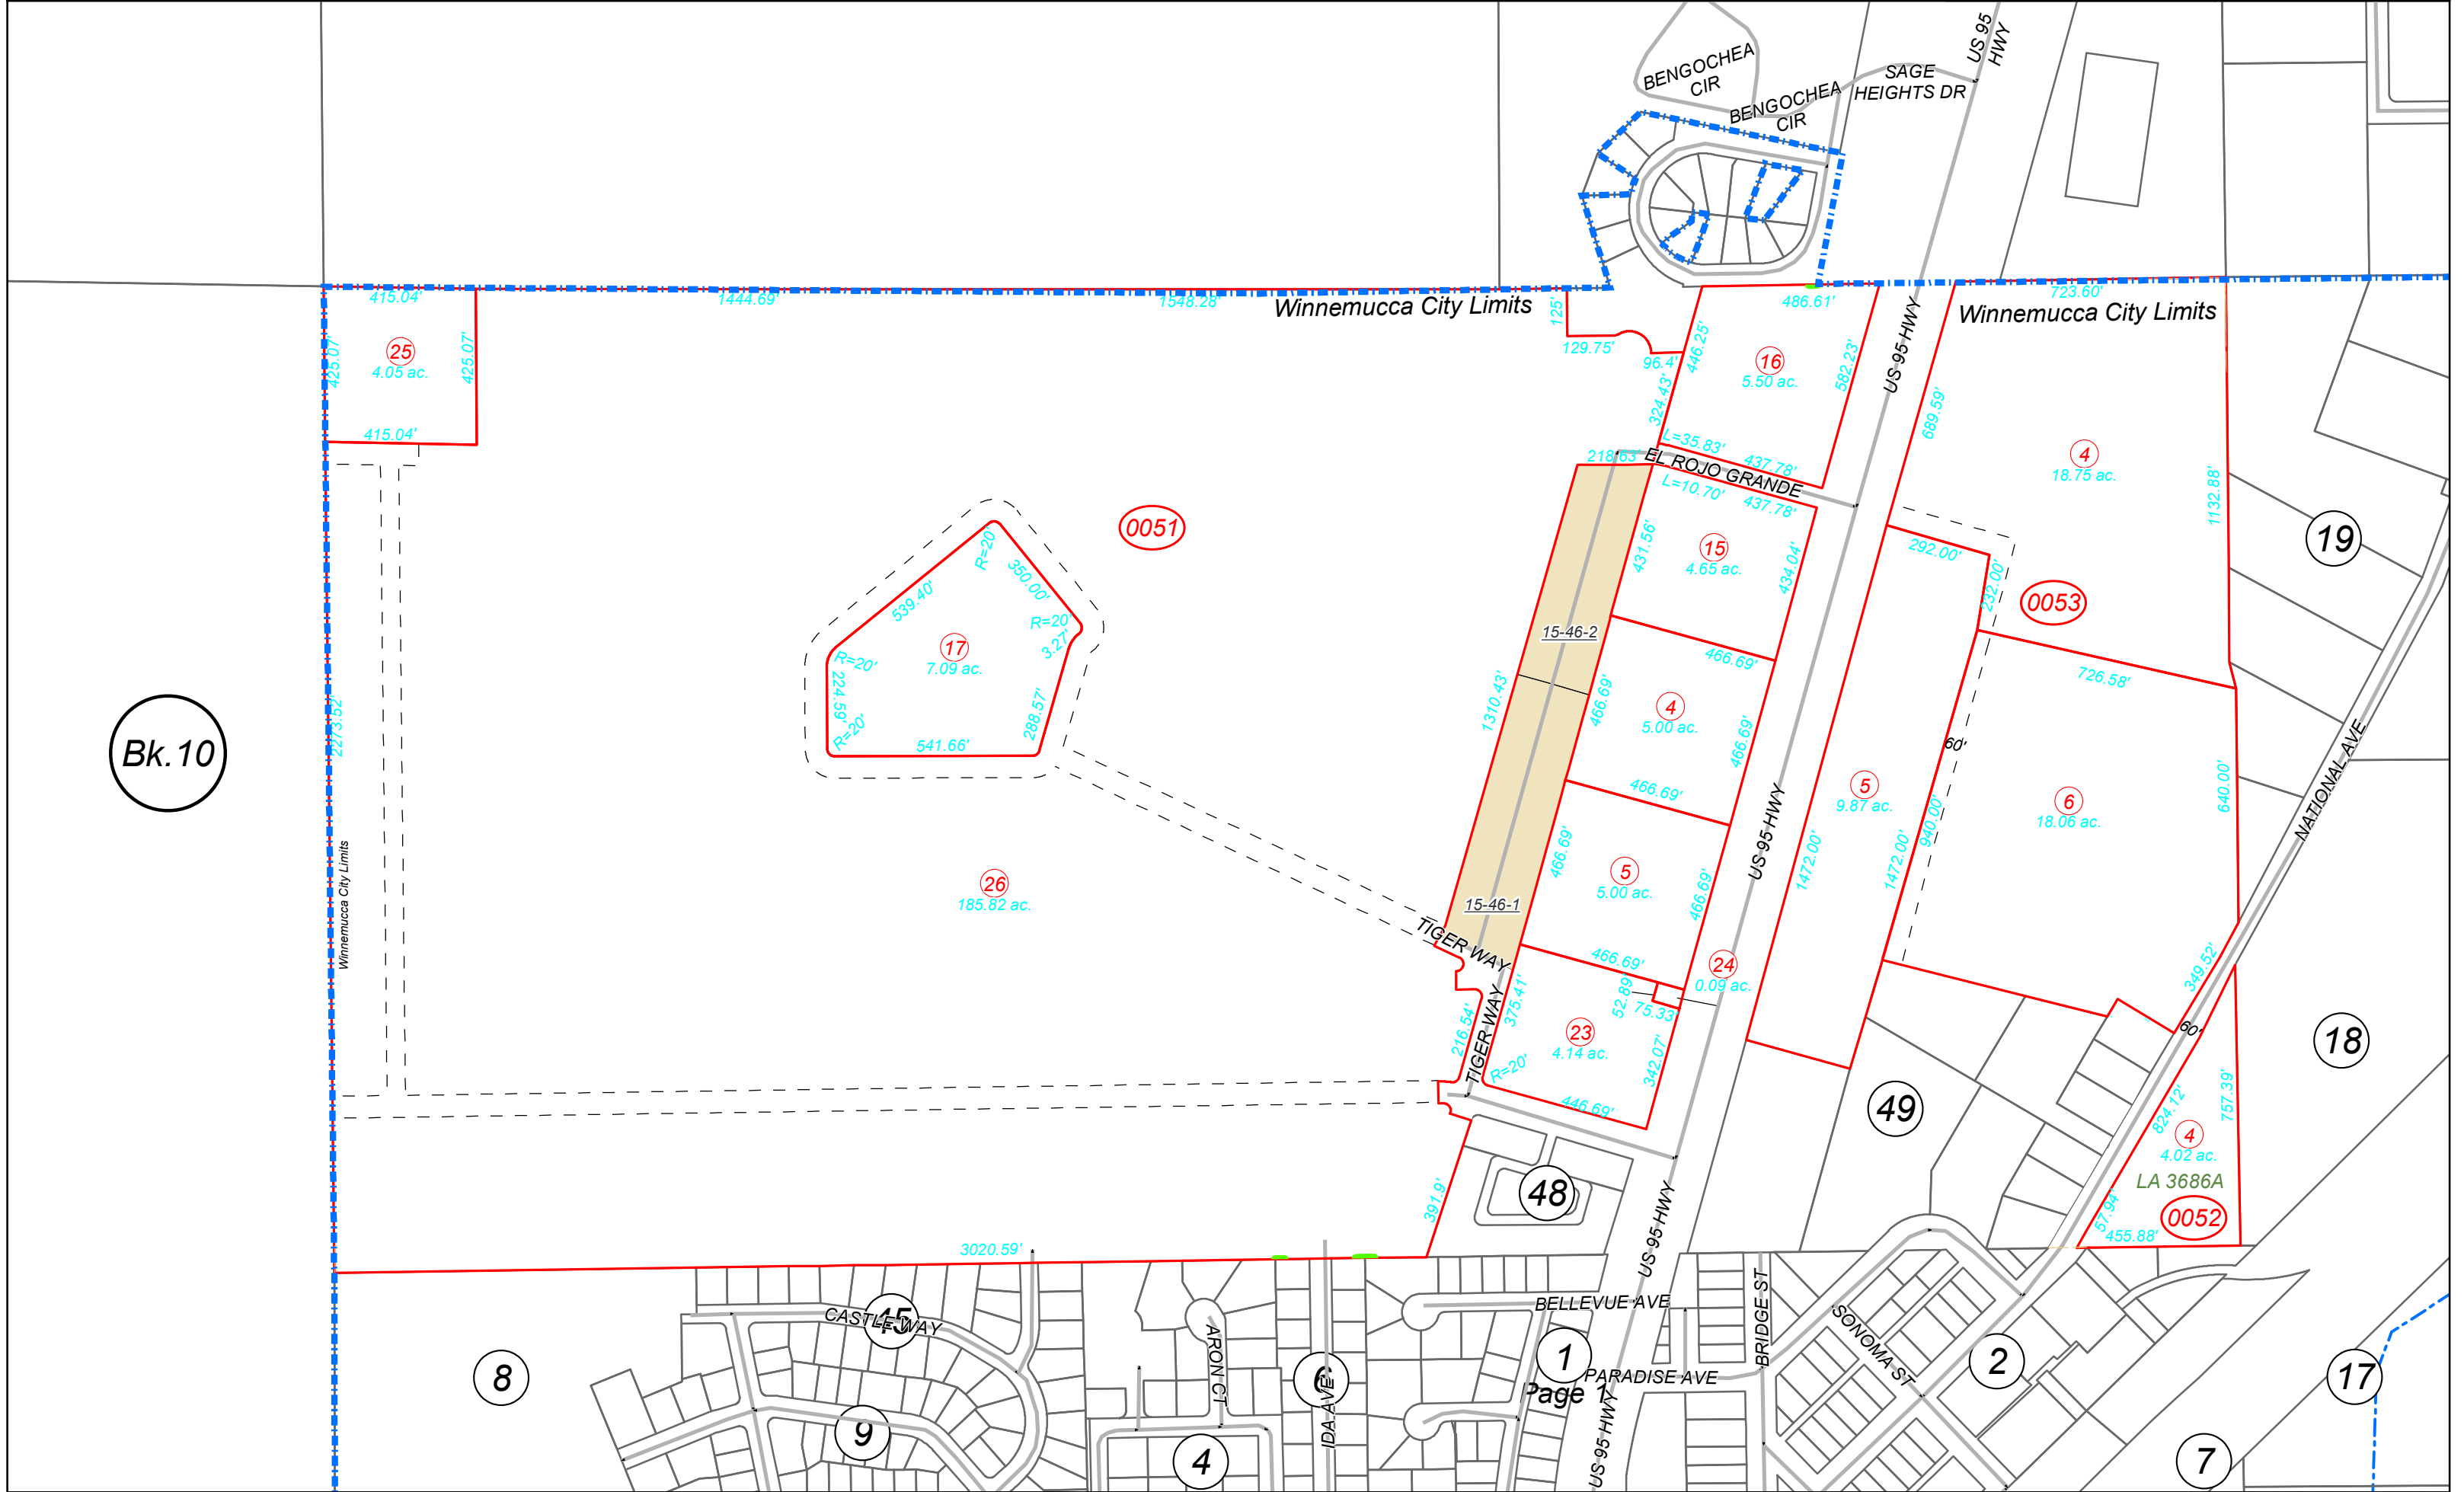 US 95
HWY
BENGOCHEA
CIR
SAGE
HEIGHTS DR
BENGOCHEA
CIR
415.04'
1444.69'
1548.28'
Winnemucca City Limits
486.61'
723.60'
Winnemucca City Limits
125'
129.75'
96.4'
446.25'
324.43'
16
5.50 ac.
582.23'
US 95 HWY
689.59'
425.07'
25
4.05 ac.
425.07'
415.04'
L=35.83'
437.78'
218.63'
EL ROJO GRANDE
L=10.70'
437.78'
4
18.75 ac.
1132.88'
19
0051
R=20'
350.00'
539.40'
R=20'
3.27'
17
7.09 ac.
R=20'
224.59'
R=20'
288.57'
541.66'
431.56'
15
4.65 ac.
434.04'
292.00'
232.00'
0053
15-46-2
466.69'
726.58'
1310.43'
466.69'
4
5.00 ac.
466.69'
60'
Bk.10
2273.52'
466.69'
US 95 HWY
5
9.87 ac.
6
18.06 ac.
640.00'
NATIONAL AVE
940.00'
1472.00'
1472.00'
Winnemucca City Limits
26
185.82 ac.
466.69'
5
5.00 ac.
466.69'
15-46-1
TIGER WAY
466.69'
24
0.09 ac.
349.52'
52.89'
75.33'
375.41'
216.54'
TIGER WAY
23
4.14 ac.
R=20'
342.07'
446.69'
60'
18
49
824.12'
757.39'
4
4.02 ac.
LA 3686A
57.94'
0052
455.88'
48
391.9'
US 95 HWY
3020.59'
45
CASTLE WAY
BELLEVUE AVE
BRIDGE ST
SONOMA ST
ARON CT
8
6
IDA AVE
1
PARADISE AVE
Page 1
US 95 HWY
2
17
9
4
7